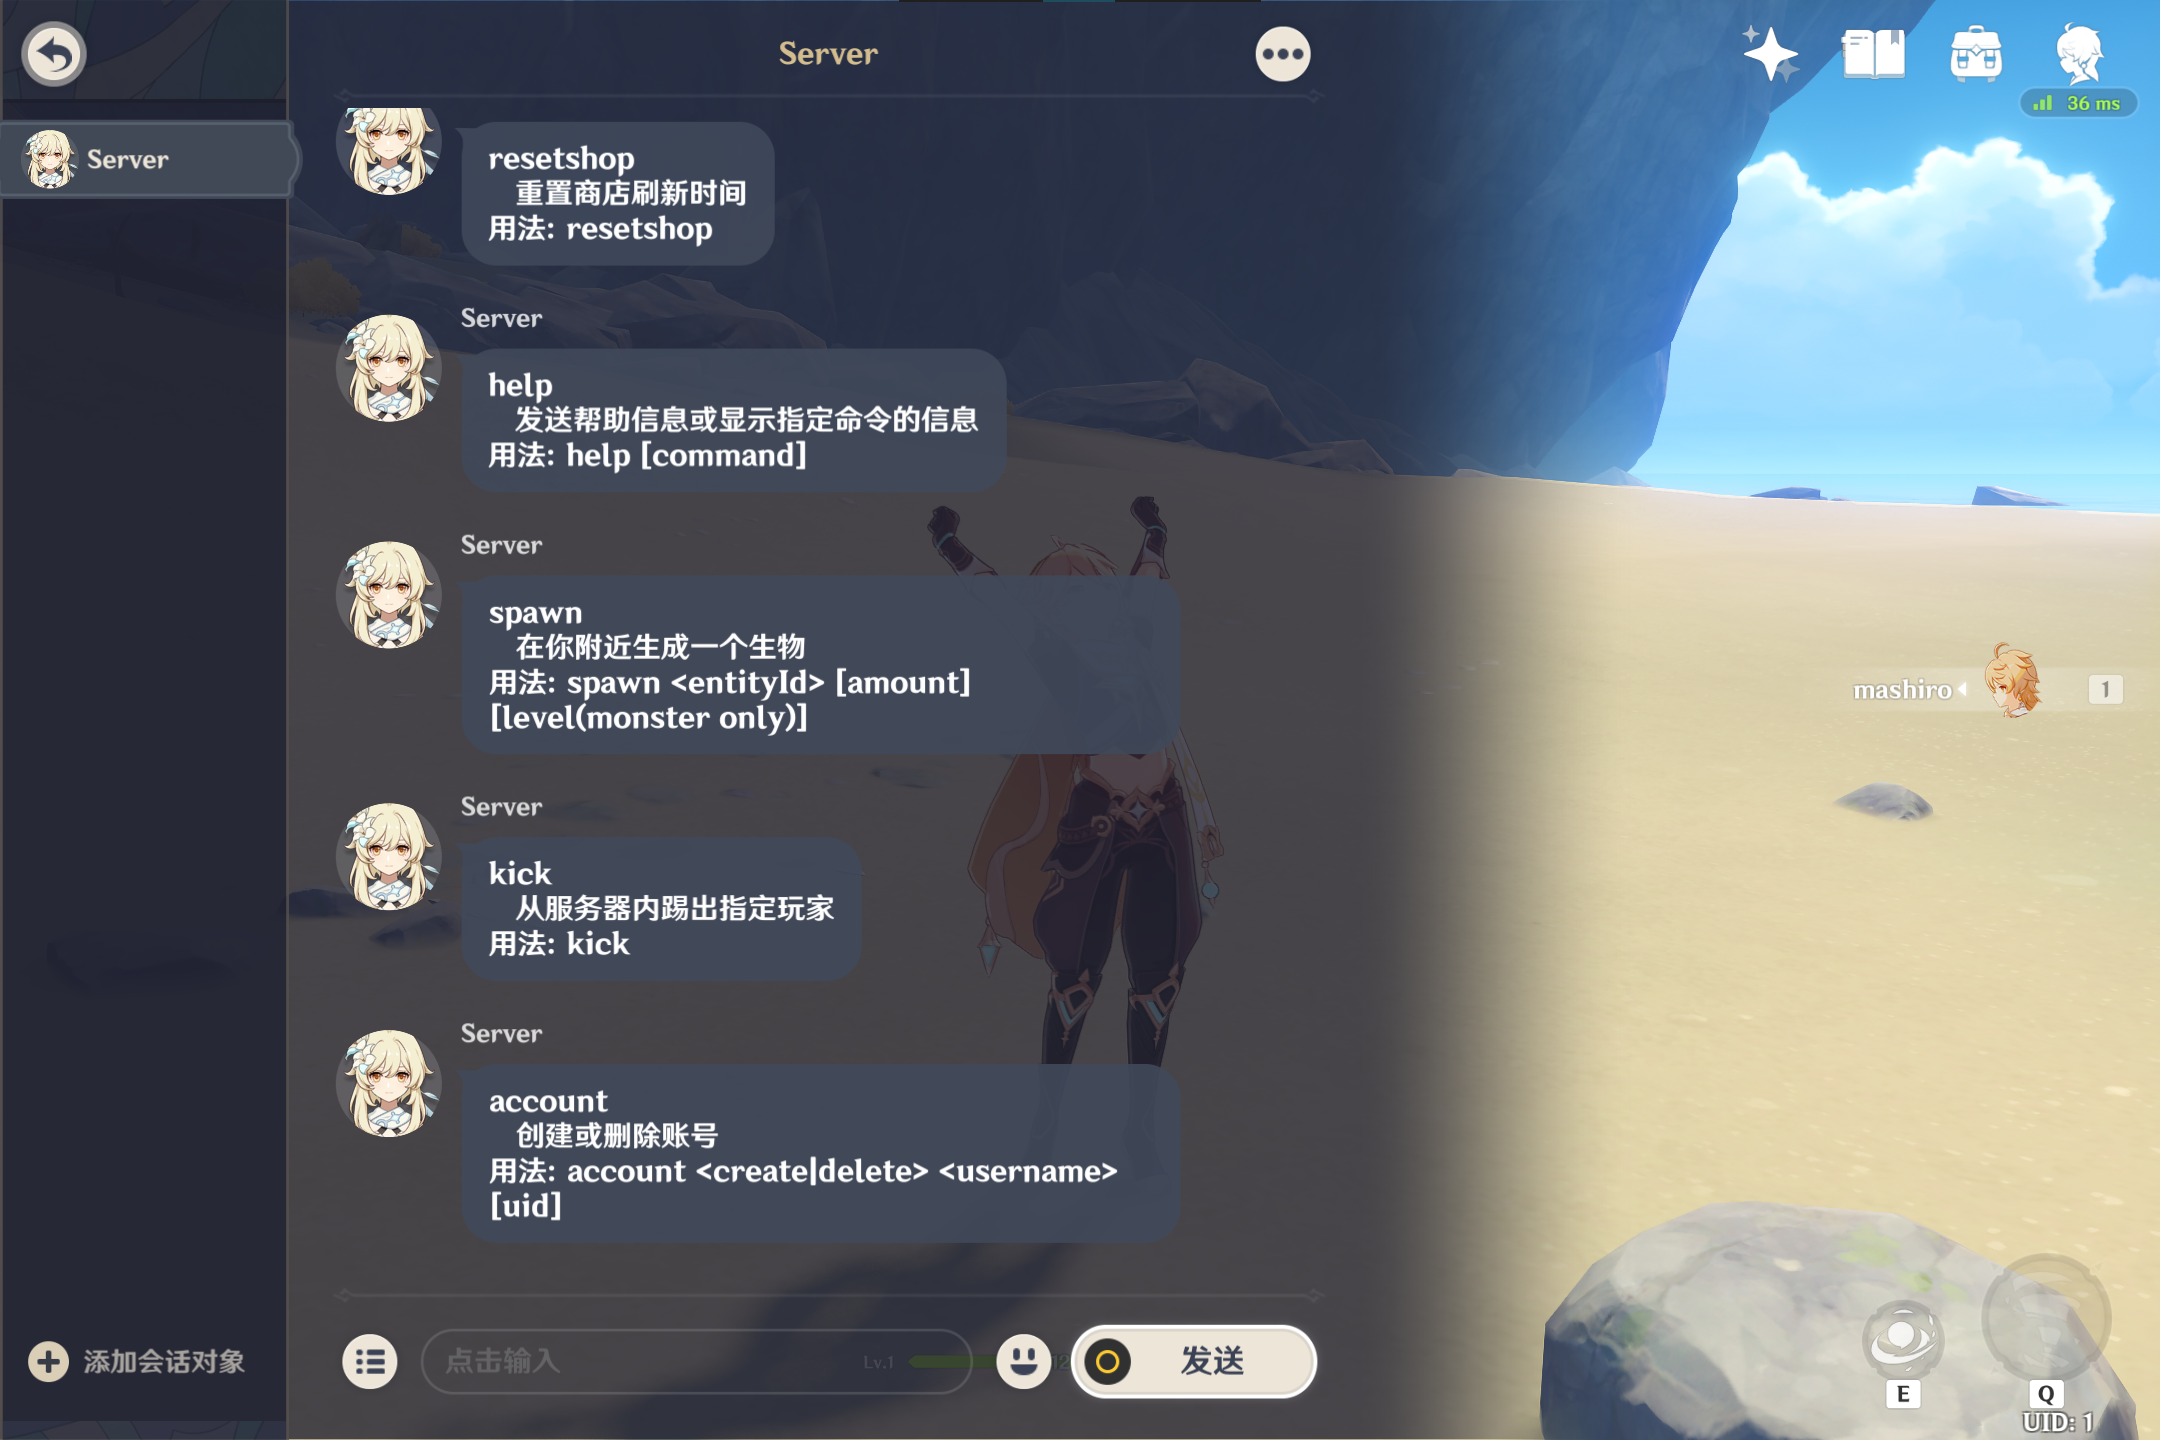 Server
36 ms
Server
resetshop
重置商店刷新时间
用法: resetshop
Server
help
发送帮助信息或显示指定命令的信息
用法: help [command]
Server
spawn
在你附近生成一个生物
用法: spawn <entityId> [amount]
[level(monster only)]
mashiro
1
Server
kick
从服务器内踢出指定玩家
用法: kick
Server
account
创建或删除账号
用法: account <create|delete> <username>
[uid]
添加会话对象
点击输入
Lv.1
发送
E
Q
UID: 1